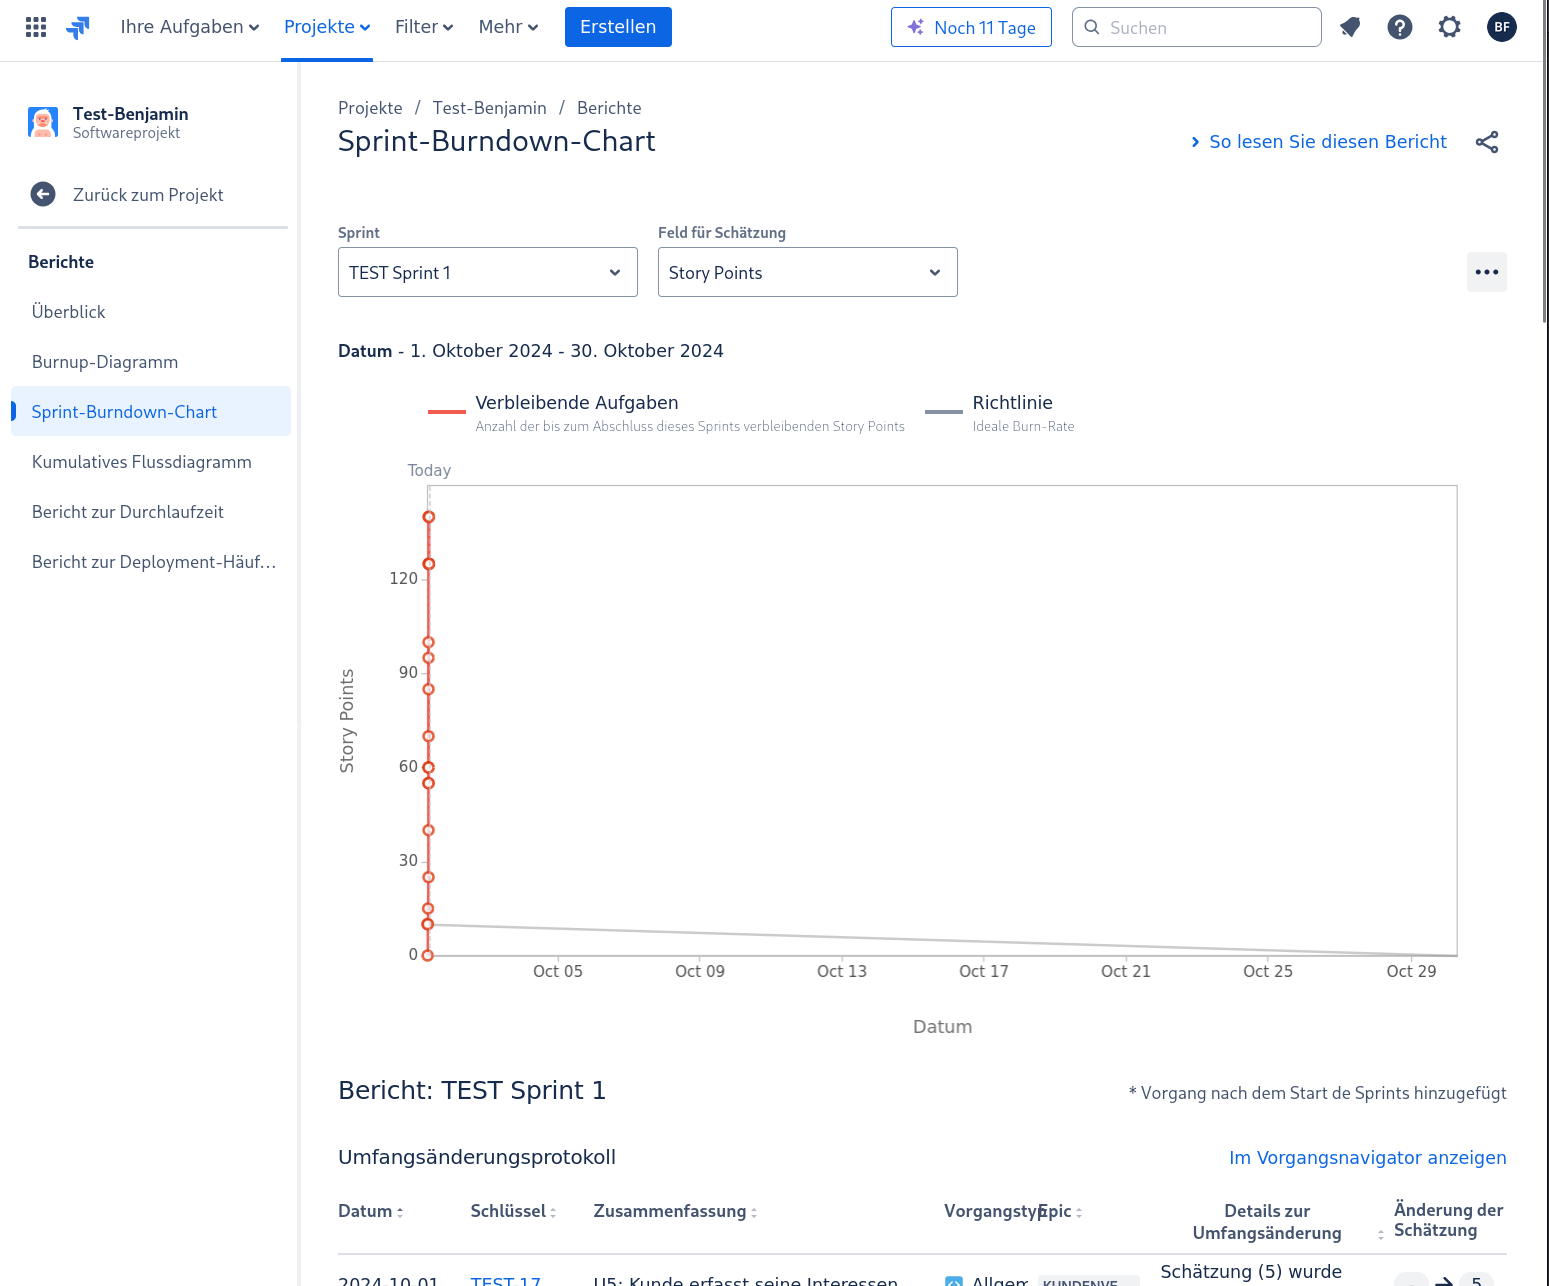 Ihre Aufgaben Projekte Filter Mehr Erstellen Noch 11 Tage Suchen BF
Test-Benjamin
Softwareprojekt
Zurück zum Projekt
Berichte
Überblick
Burnup-Diagramm
Sprint-Burndown-Chart
Kumulatives Flussdiagramm
Bericht zur Durchlaufzeit
Bericht zur Deployment-Häuf...
Projekte / Test-Benjamin / Berichte
Sprint-Burndown-Chart
So lesen Sie diesen Bericht
Sprint
TEST Sprint 1
Feld für Schätzung
Story Points
Datum - 1. Oktober 2024 - 30. Oktober 2024
Verbleibende Aufgaben
Anzahl der bis zum Abschluss dieses Sprints verbleibenden Story Points
Richtlinie
Ideale Burn-Rate
Today
120
90
60
30
0
Story Points
Oct 05 Oct 09 Oct 13 Oct 17 Oct 21 Oct 25 Oct 29
Datum
Bericht: TEST Sprint 1
* Vorgang nach dem Start de Sprints hinzugefügt
Umfangsänderungsprotokoll
Im Vorgangsnavigator anzeigen
Datum Schlüssel Zusammenfassung Vorgangstyp Epic Details zur Umfangsänderung Änderung der Schätzung
2024-10-01 TEST-17 U5: Kunde erfasst seine Interessen Allgem KUNDENVE Schätzung (5) wurde - → 5